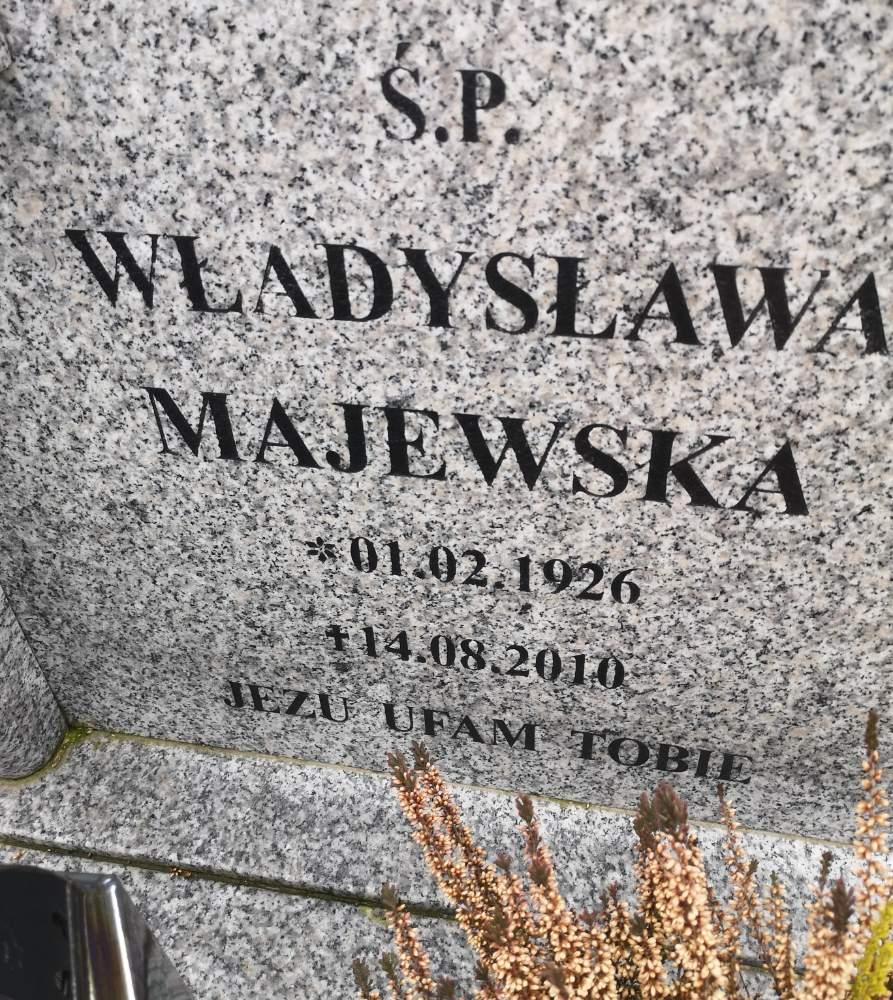 Ś.P.
WŁADYSŁAWA
MAJEWSKA
*01.02.1926
✝14.08.2010
JEZU UFAM TOBIE